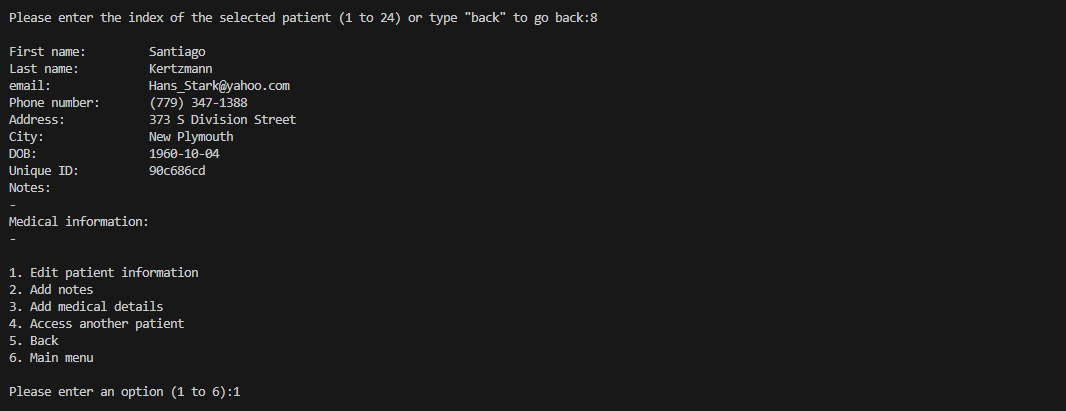 Please enter the index of the selected patient (1 to 24) or type "back" to go back:8
First name: Santiago
Last name: Kertzmann
email: Hans_Stark@yahoo.com
Phone number: (779) 347-1388
Address: 373 S Division Street
City: New Plymouth
DOB: 1960-10-04
Unique ID: 90c686cd
Notes:
-
Medical information:
-
1. Edit patient information
2. Add notes
3. Add medical details
4. Access another patient
5. Back
6. Main menu
Please enter an option (1 to 6):1